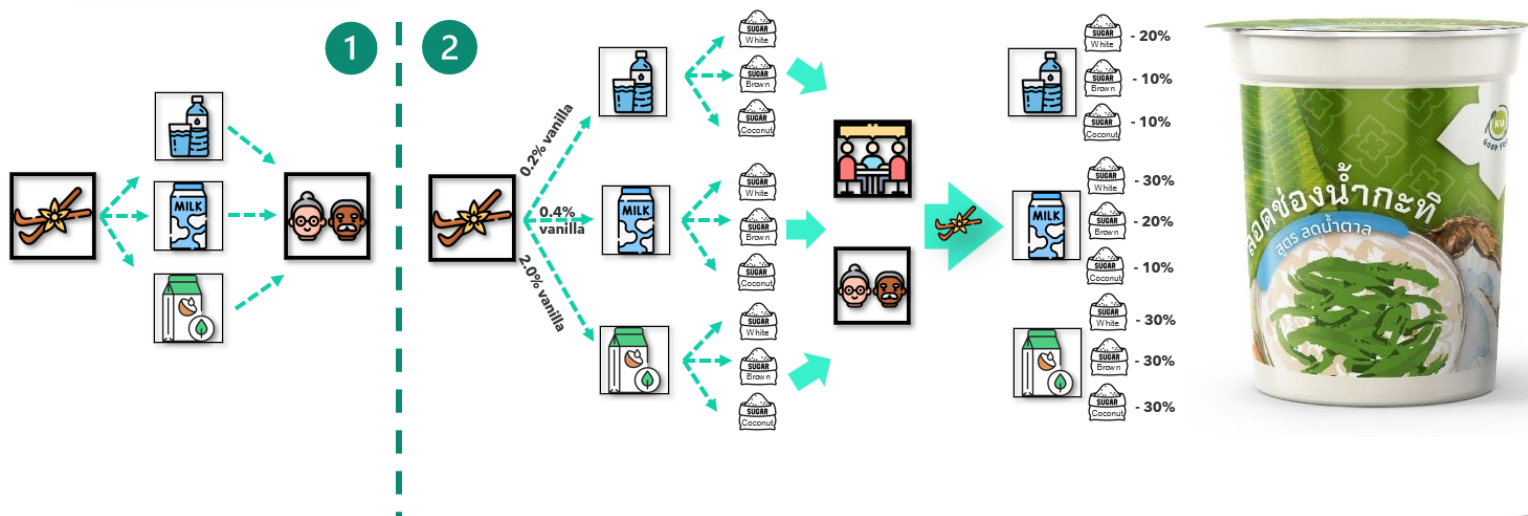 1
2
MILK
0.2% vanilla
0.4%
vanilla
2.0% vanilla
MILK
SUGAR
White
SUGAR
Brown
SUGAR
Coconut
SUGAR
White
SUGAR
Brown
SUGAR
Coconut
SUGAR
White
SUGAR
Brown
SUGAR
Coconut
SUGAR
White
- 20%
SUGAR
Brown
- 10%
SUGAR
Coconut
- 10%
MILK
SUGAR
White
- 30%
SUGAR
Brown
- 20%
SUGAR
Coconut
- 10%
SUGAR
White
- 30%
SUGAR
Brown
- 30%
SUGAR
Coconut
- 30%
KU
GOOD
ลอดช่องน้ำกะทิ
สูตร ลดน้ำตาล